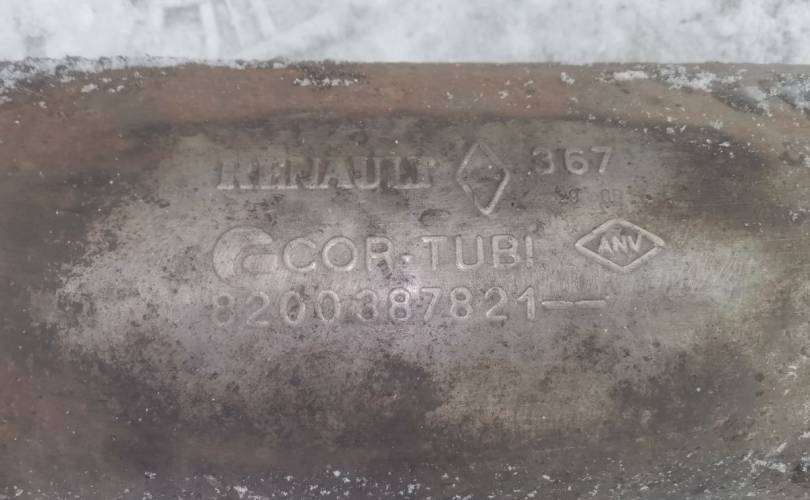 RENAULT 367
COR·TUBI ANV
8200387821--